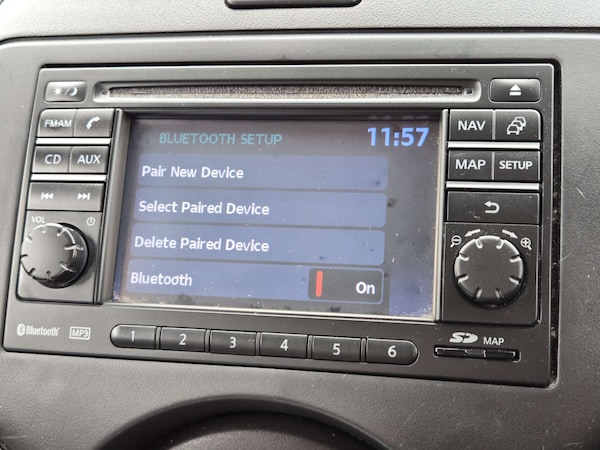 BLUETOOTH SETUP 11:57
Pair New Device
Select Paired Device
Delete Paired Device
Bluetooth On
FM·AM
CD AUX
VOL
NAV
MAP SETUP
Bluetooth®
MP3
1 2 3 4 5 6
SD MAP